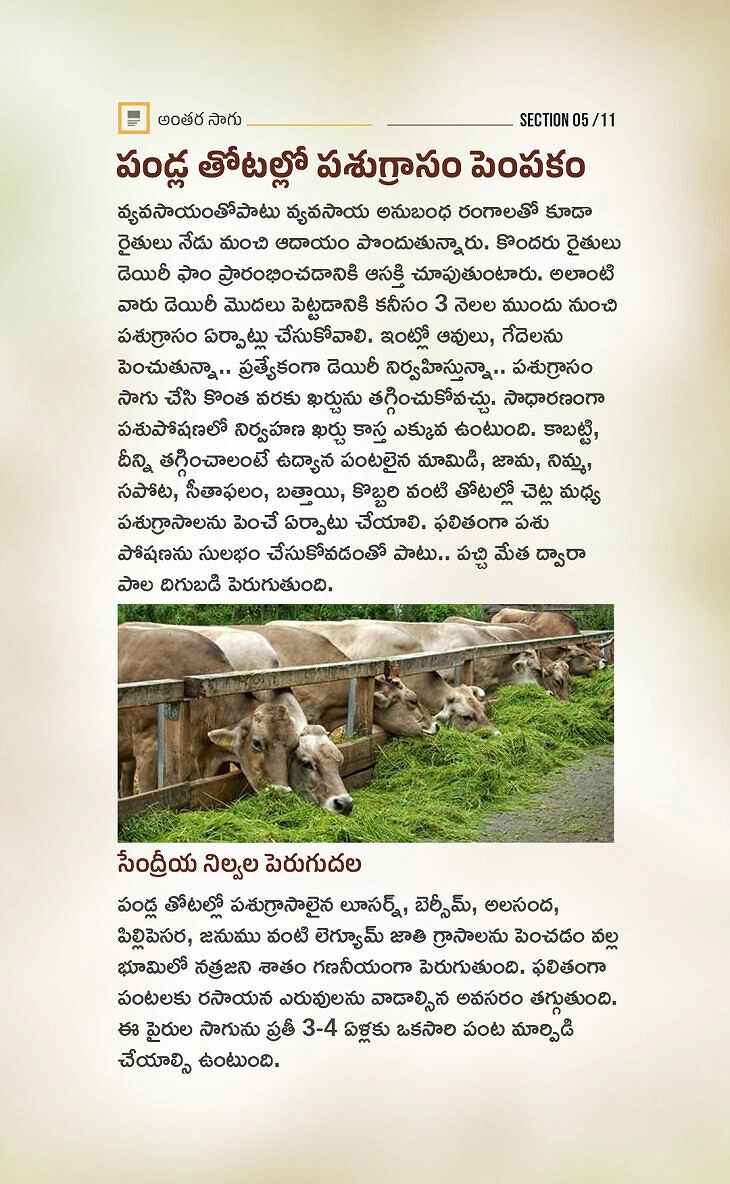 అంతర సాగు
SECTION 05 /11
పండ్ల తోటల్లో పశుగ్రాసం పెంపకం
వ్యవసాయంతోపాటు వ్యవసాయ అనుబంధ రంగాలతో కూడా
రైతులు నేడు మంచి ఆదాయం పొందుతున్నారు. కొందరు రైతులు
డెయిరీ ఫాం ప్రారంభించడానికి ఆసక్తి చూపుతుంటారు. అలాంటి
వారు డెయిరీ మొదలు పెట్టడానికి కనీసం 3 నెలల ముందు నుంచి
పశుగ్రాసం ఏర్పాట్లు చేసుకోవాలి. ఇంట్లో ఆవులు, గేదెలను
పెంచుతున్నా.. ప్రత్యేకంగా డెయిరీ నిర్వహిస్తున్నా.. పశుగ్రాసం
సాగు చేసి కొంత వరకు ఖర్చును తగ్గించుకోవచ్చు. సాధారణంగా
పశుపోషణలో నిర్వహణ ఖర్చు కాస్త ఎక్కువ ఉంటుంది. కాబట్టి,
దీన్ని తగ్గించాలంటే ఉద్యాన పంటలైన మామిడి, జామ, నిమ్మ,
సపోట, సీతాఫలం, బత్తాయి, కొబ్బరి వంటి తోటల్లో చెట్ల మధ్య
పశుగ్రాసాలను పెంచే ఏర్పాటు చేయాలి. ఫలితంగా పశు
పోషణను సులభం చేసుకోవడంతో పాటు.. పచ్చి మేత ద్వారా
పాల దిగుబడి పెరుగుతుంది.
సేంద్రీయ నిల్వల పెరుగుదల
పండ్ల తోటల్లో పశుగ్రాసాలైన లూసర్న్, బెర్సీమ్, అలసంద,
పిల్లిపెసర, జనుము వంటి లెగ్యూమ్ జాతి గ్రాసాలను పెంచడం వల్ల
భూమిలో నత్రజని శాతం గణనీయంగా పెరుగుతుంది. ఫలితంగా
పంటలకు రసాయన ఎరువులను వాడాల్సిన అవసరం తగ్గుతుంది.
ఈ పైరుల సాగును ప్రతీ 3-4 ఏళ్లకు ఒకసారి పంట మార్పిడి
చేయాల్సి ఉంటుంది.